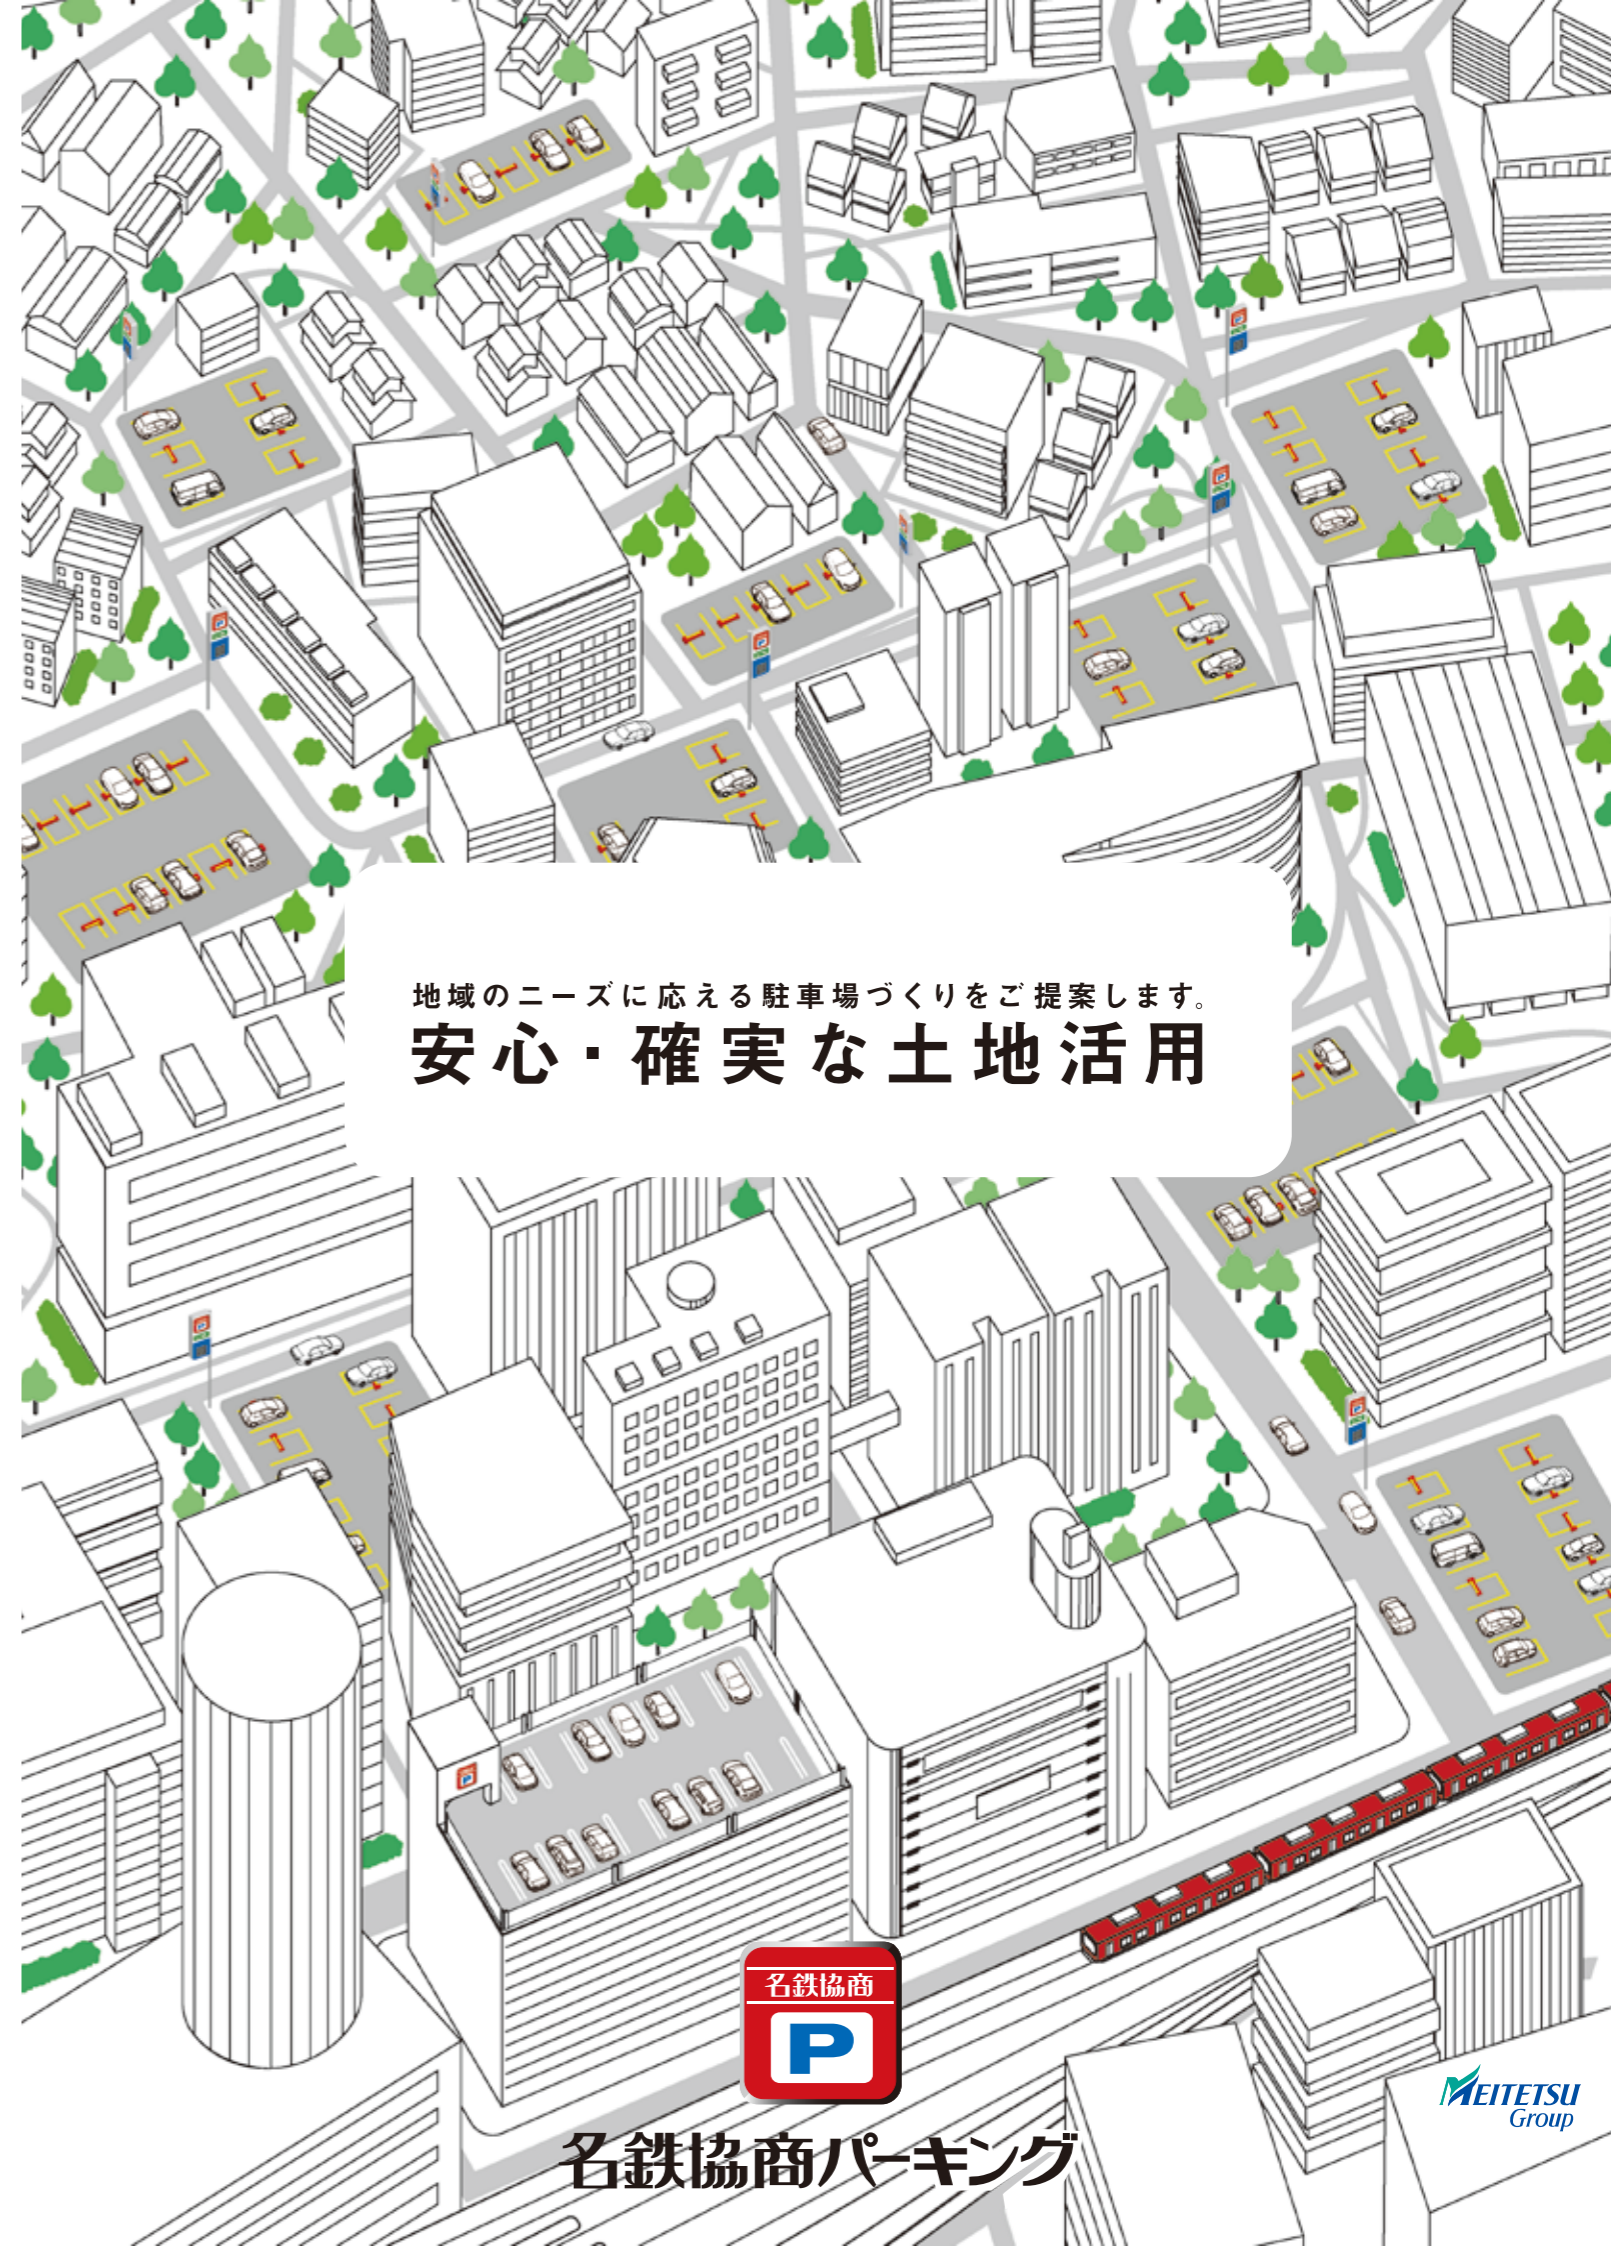 地域のニーズに応える駐車場づくりをご提案します。
安心・確実な土地活用
名鉄協商
P
名鉄協商パーキング
MEITETSU
Group